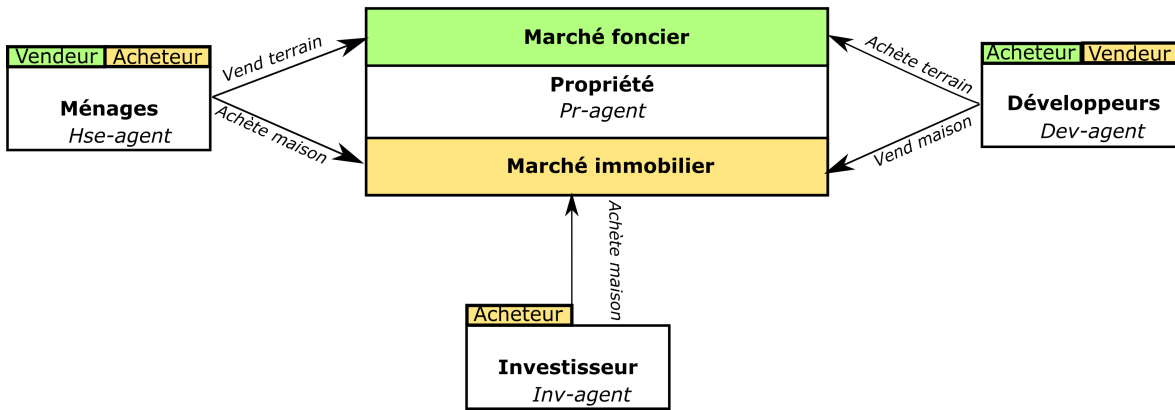 Marché foncier
Propriété
Pr-agent
Marché immobilier
Vendeur Acheteur
Ménages
Hse-agent
Vend terrain
Achète maison
Achète terrain
Vend maison
Acheteur Vendeur
Développeurs
Dev-agent
Achète maison
Acheteur
Investisseur
Inv-agent